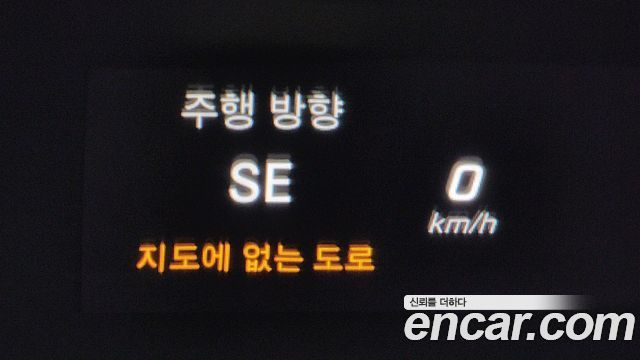 주행 방향
SE
0
km/h
지도에 없는 도로
신뢰를 더하다
encar.com